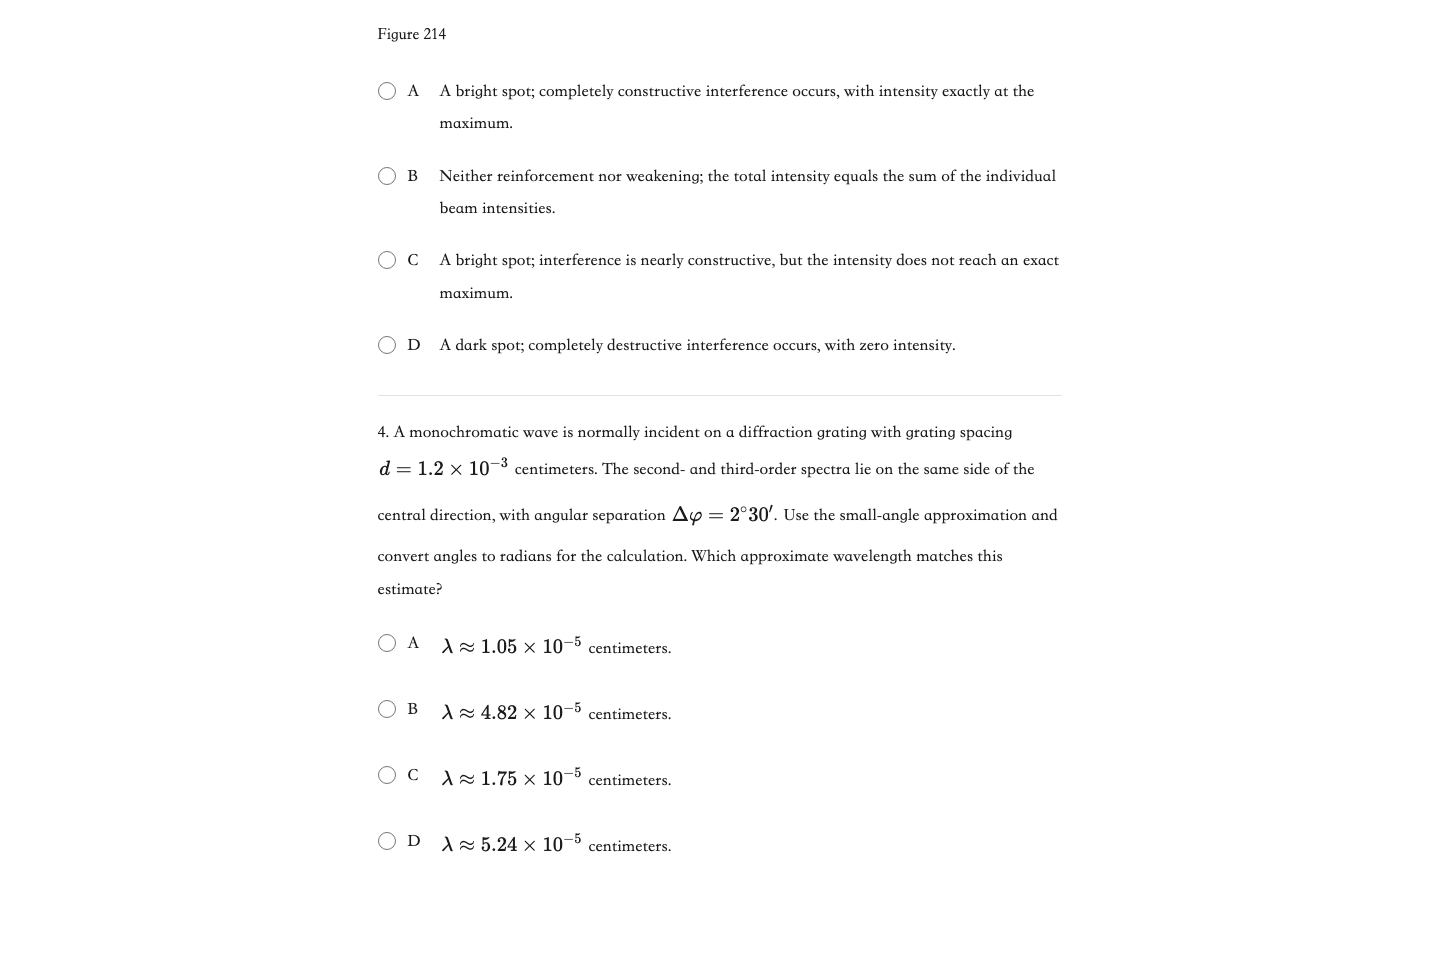 Figure 214
A A bright spot; completely constructive interference occurs, with intensity exactly at the
maximum.
B Neither reinforcement nor weakening; the total intensity equals the sum of the individual
beam intensities.
C A bright spot; interference is nearly constructive, but the intensity does not reach an exact
maximum.
D A dark spot; completely destructive interference occurs, with zero intensity.
4. A monochromatic wave is normally incident on a diffraction grating with grating spacing
d = 1.2 × 10⁻³ centimeters. The second- and third-order spectra lie on the same side of the
central direction, with angular separation Δφ = 2°30′. Use the small-angle approximation and
convert angles to radians for the calculation. Which approximate wavelength matches this
estimate?
A λ ≈ 1.05 × 10⁻⁵ centimeters.
B λ ≈ 4.82 × 10⁻⁵ centimeters.
C λ ≈ 1.75 × 10⁻⁵ centimeters.
D λ ≈ 5.24 × 10⁻⁵ centimeters.